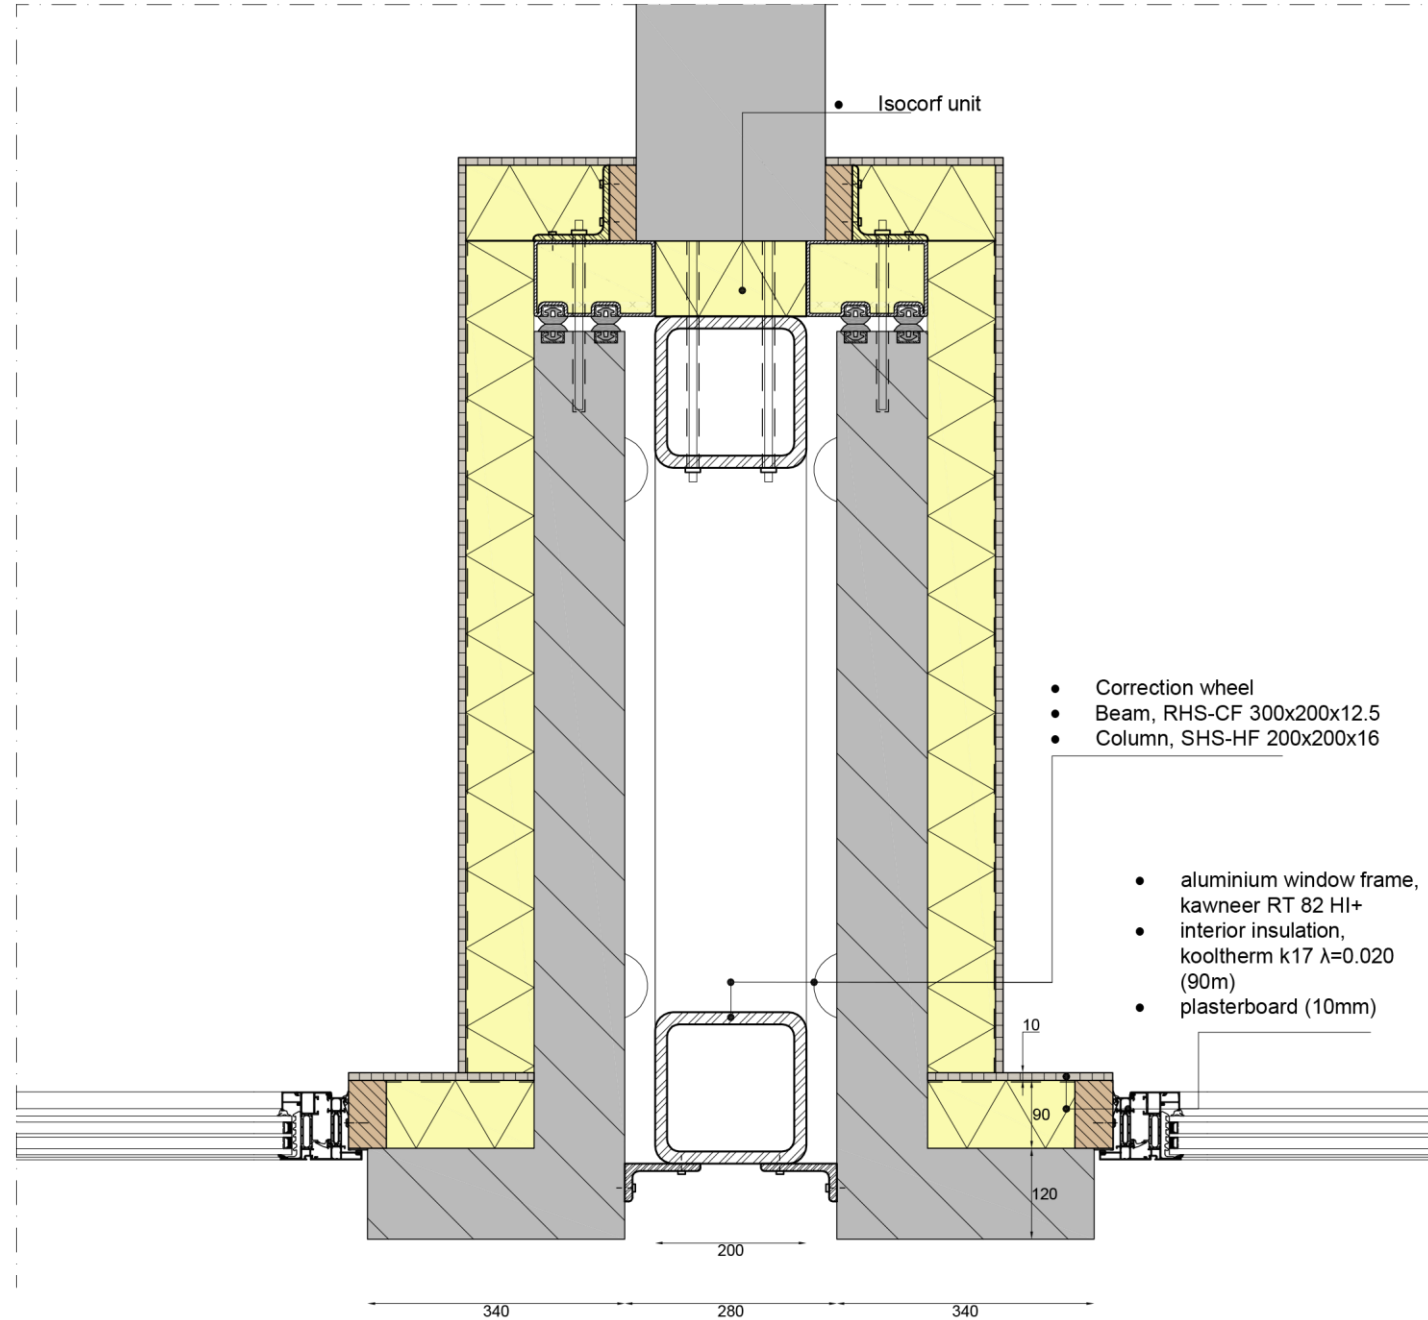 • Isocorf unit
• Correction wheel
• Beam, RHS-CF 300x200x12.5
• Column, SHS-HF 200x200x16
• aluminium window frame,
kawneer RT 82 HI+
• interior insulation,
kooltherm k17 λ=0.020
(90m)
• plasterboard (10mm)
10
90
120
200
340
280
340